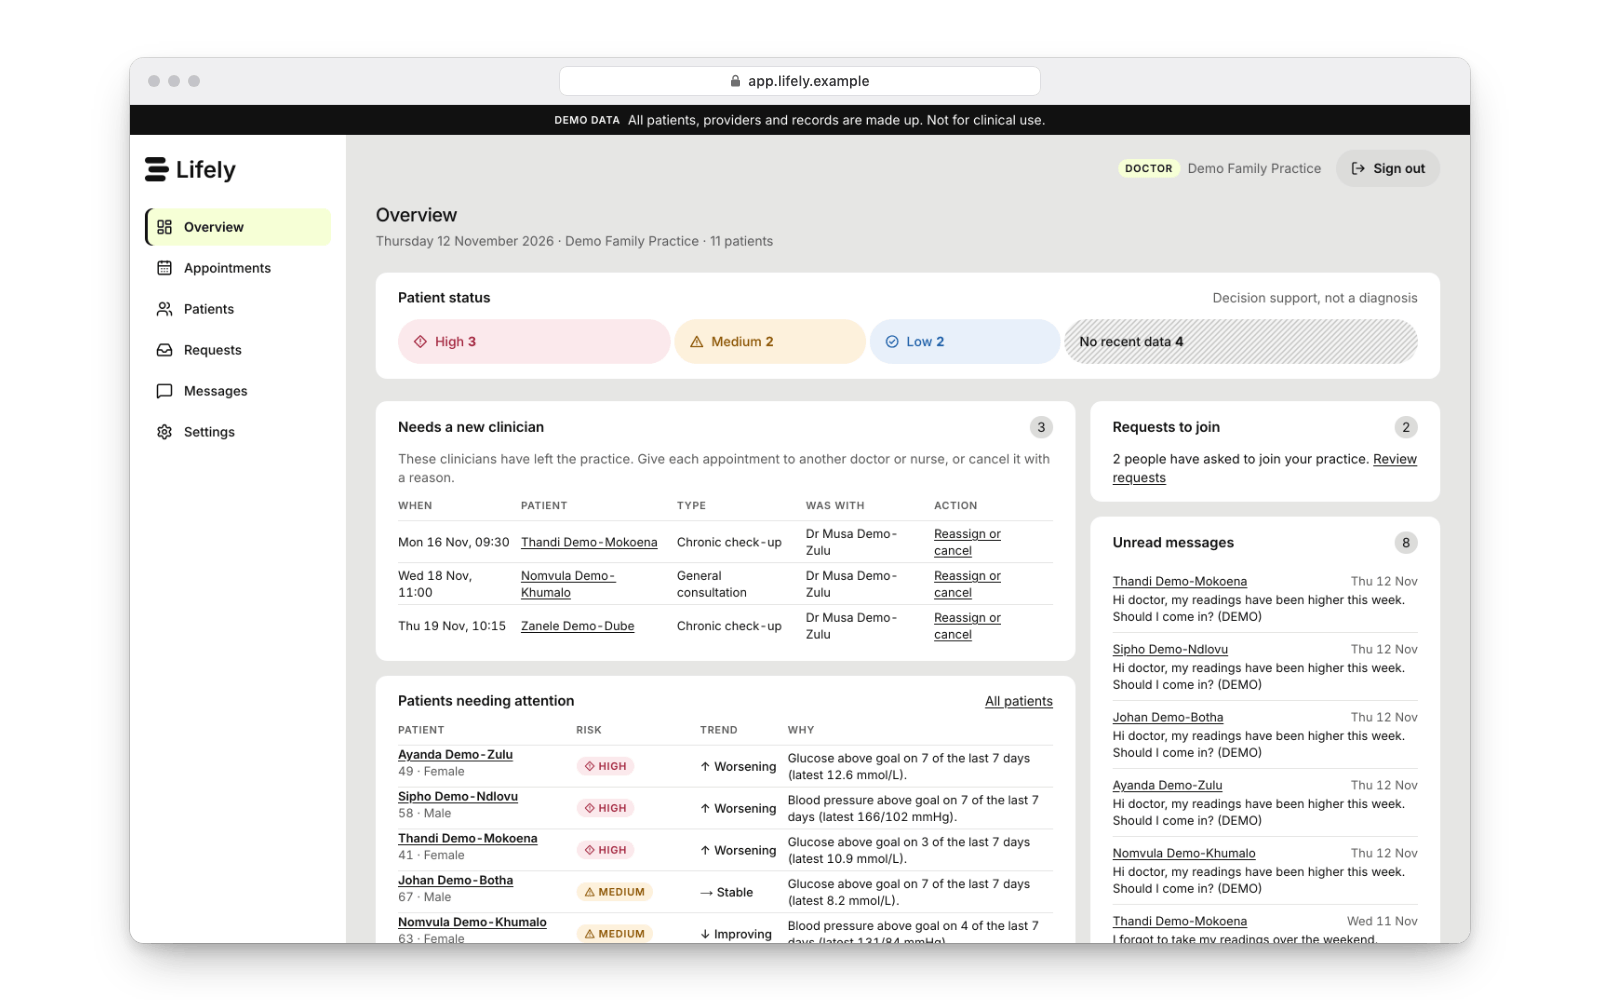 app.lifely.example
DEMO DATA All patients, providers and records are made up. Not for clinical use.
Lifely
DOCTOR Demo Family Practice Sign out
Overview
Appointments
Patients
Requests
Messages
Settings
Overview
Thursday 12 November 2026 · Demo Family Practice · 11 patients
Patient status Decision support, not a diagnosis
High 3 Medium 2 Low 2 No recent data 4
Needs a new clinician 3
These clinicians have left the practice. Give each appointment to another doctor or nurse, or cancel it with
a reason.
WHEN PATIENT TYPE WAS WITH ACTION
Mon 16 Nov, 09:30 Thandi Demo-Mokoena Chronic check-up Dr Musa Demo-
Zulu Reassign or
cancel
Wed 18 Nov,
11:00 Nomvula Demo-
Khumalo General
consultation Dr Musa Demo-
Zulu Reassign or
cancel
Thu 19 Nov, 10:15 Zanele Demo-Dube Chronic check-up Dr Musa Demo-
Zulu Reassign or
cancel
Patients needing attention All patients
PATIENT RISK TREND WHY
Ayanda Demo-Zulu
49 · Female HIGH ↑ Worsening Glucose above goal on 7 of the last 7 days
(latest 12.6 mmol/L).
Sipho Demo-Ndlovu
58 · Male HIGH ↑ Worsening Blood pressure above goal on 7 of the last 7
days (latest 166/102 mmHg).
Thandi Demo-Mokoena
41 · Female HIGH ↑ Worsening Glucose above goal on 3 of the last 7 days
(latest 10.9 mmol/L).
Johan Demo-Botha
67 · Male MEDIUM → Stable Glucose above goal on 7 of the last 7 days
(latest 8.2 mmol/L).
Nomvula Demo-Khumalo
63 · Female MEDIUM ↓ Improving Blood pressure above goal on 4 of the last 7
days (latest 131/84 mmHg).
Requests to join 2
2 people have asked to join your practice. Review
requests
Unread messages 8
Thandi Demo-Mokoena Thu 12 Nov
Hi doctor, my readings have been higher this week.
Should I come in? (DEMO)
Sipho Demo-Ndlovu Thu 12 Nov
Hi doctor, my readings have been higher this week.
Should I come in? (DEMO)
Johan Demo-Botha Thu 12 Nov
Hi doctor, my readings have been higher this week.
Should I come in? (DEMO)
Ayanda Demo-Zulu Thu 12 Nov
Hi doctor, my readings have been higher this week.
Should I come in? (DEMO)
Nomvula Demo-Khumalo Thu 12 Nov
Hi doctor, my readings have been higher this week.
Should I come in? (DEMO)
Thandi Demo-Mokoena Wed 11 Nov
I forgot to take my readings over the weekend.